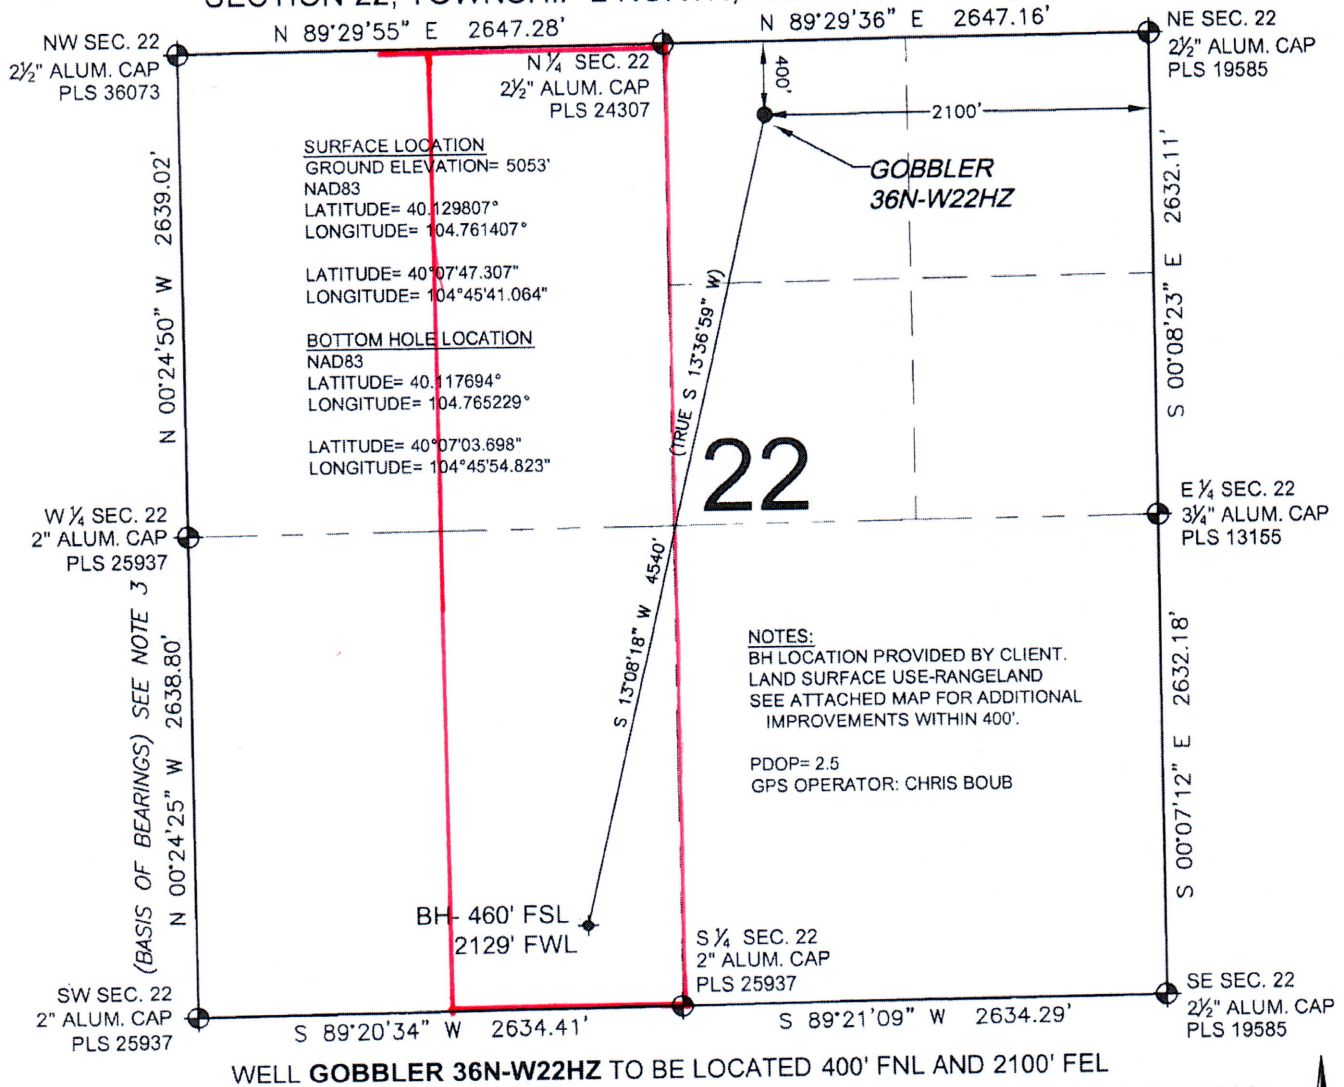 N 89°29'55" E 2647.28'
N 89°29'36" E 2647.16'
NW SEC. 22
2½" ALUM. CAP
PLS 36073
N ¼ SEC. 22
2½" ALUM. CAP
PLS 24307
NE SEC. 22
2½" ALUM. CAP
PLS 19585
400'
2100'
GOBBLER
36N-W22HZ
SURFACE LOCATION
GROUND ELEVATION= 5053'
NAD83
LATITUDE= 40.129807°
LONGITUDE= 104.761407°
LATITUDE= 40°07'47.307"
LONGITUDE= 104°45'41.064"
BOTTOM HOLE LOCATION
NAD83
LATITUDE= 40.117694°
LONGITUDE= 104.765229°
LATITUDE= 40°07'03.698"
LONGITUDE= 104°45'54.823"
N 00°24'50" W 2639.02'
S 00°08'23" E 2632.11'
(TRUE S 13°36'59" W)
22
W ¼ SEC. 22
2" ALUM. CAP
PLS 25937
E ¼ SEC. 22
3¼" ALUM. CAP
PLS 13155
S 13°08'18" W 4540'
(BASIS OF BEARINGS) SEE NOTE 3
N 00°24'25" W 2638.80'
NOTES:
BH LOCATION PROVIDED BY CLIENT.
LAND SURFACE USE-RANGELAND
SEE ATTACHED MAP FOR ADDITIONAL
IMPROVEMENTS WITHIN 400'.
PDOP= 2.5
GPS OPERATOR: CHRIS BOUB
S 00°07'12" E 2632.18'
BH- 460' FSL
2129' FWL
S ¼ SEC. 22
2" ALUM. CAP
PLS 25937
SW SEC. 22
2" ALUM. CAP
PLS 25937
SE SEC. 22
2½" ALUM. CAP
PLS 19585
S 89°20'34" W 2634.41'
S 89°21'09" W 2634.29'
WELL GOBBLER 36N-W22HZ TO BE LOCATED 400' FNL AND 2100' FEL